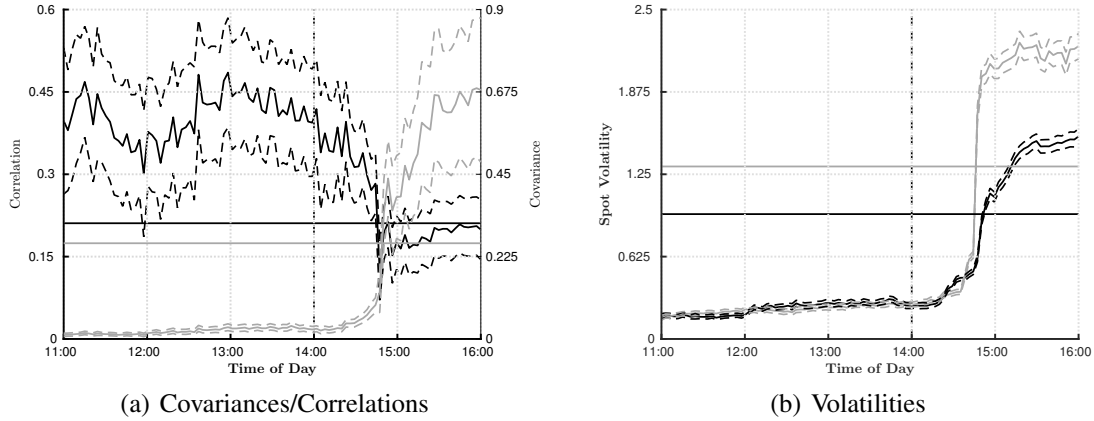 0.6
0.45
0.3
0.15
0
Correlation
0.9
0.675
0.45
0.225
0
Covariance
11:00 12:00 13:00 14:00 15:00 16:00
Time of Day
(a) Covariances/Correlations
2.5
1.875
1.25
0.625
0
Spot Volatility
11:00 12:00 13:00 14:00 15:00 16:00
Time of Day
(b) Volatilities